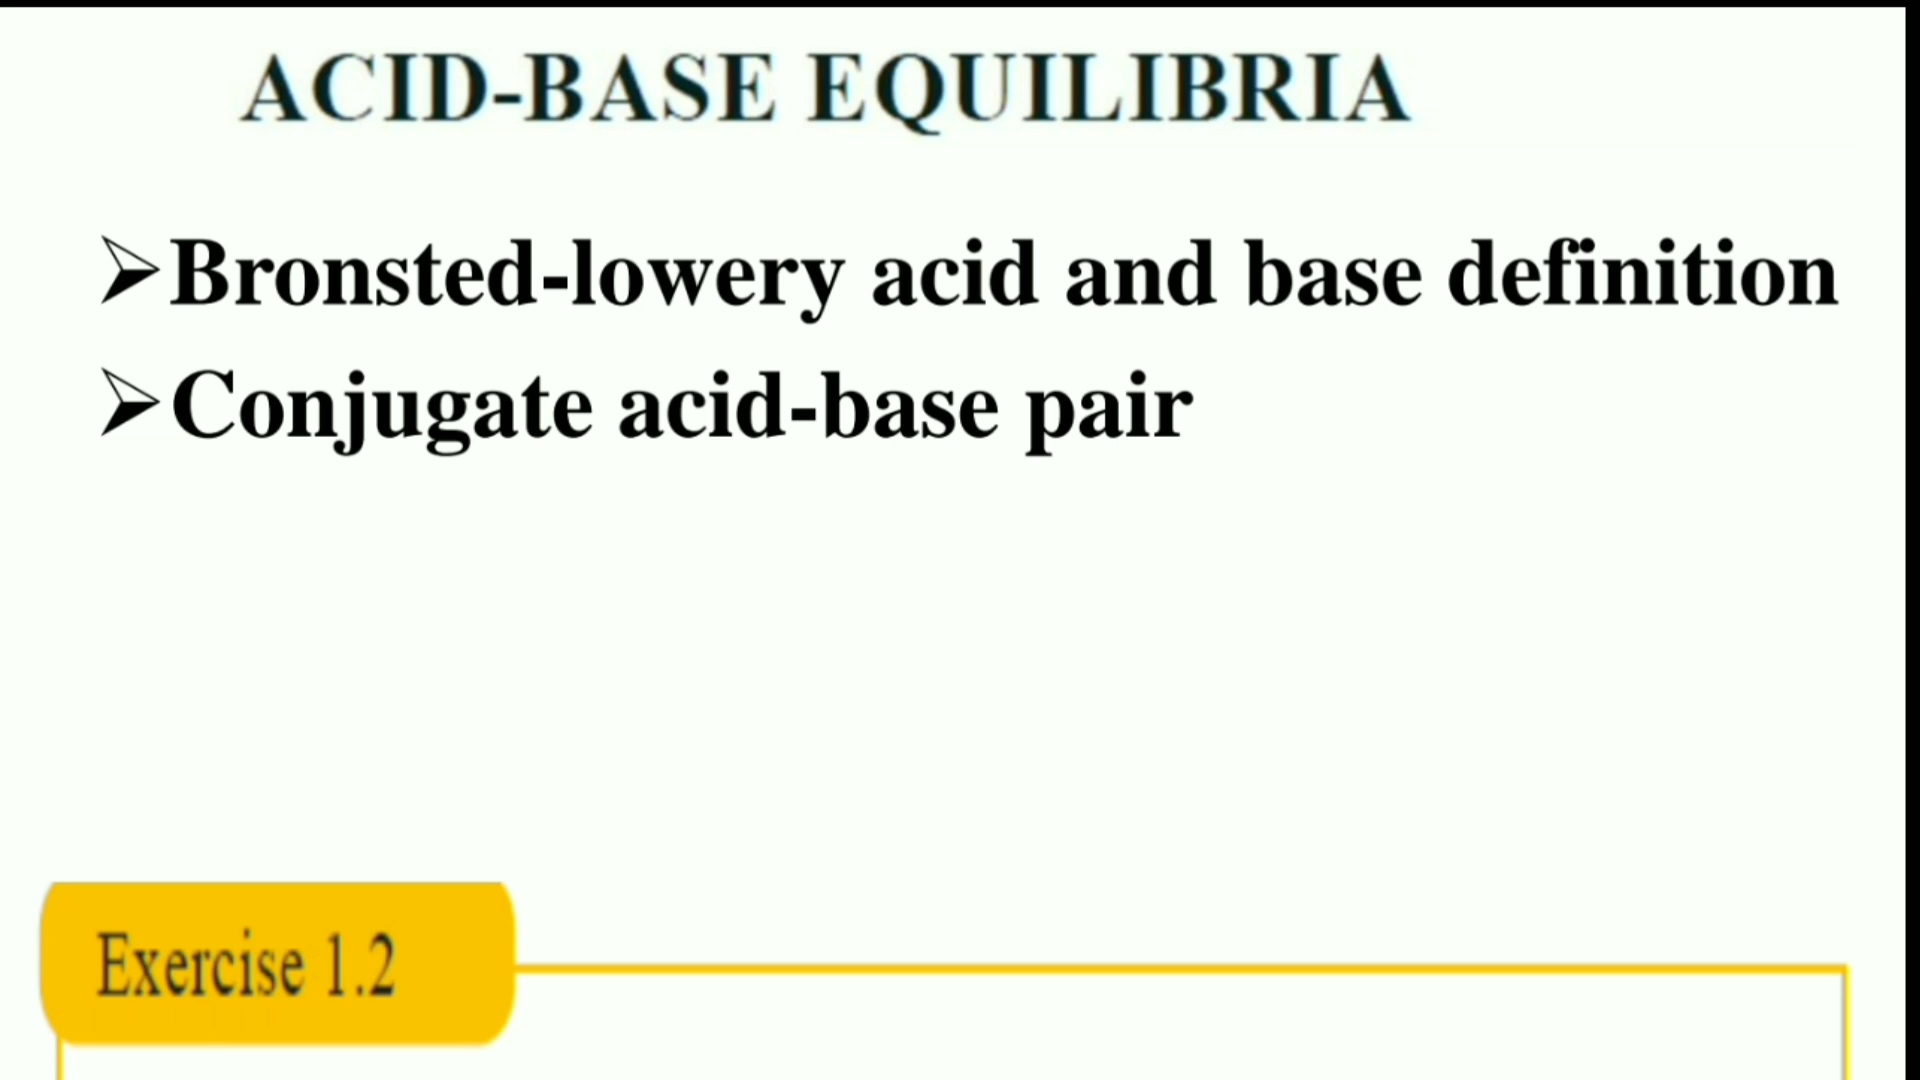 ACID-BASE EQUILIBRIA
➢Bronsted-lowery acid and base definition
➢Conjugate acid-base pair
Exercise 1.2